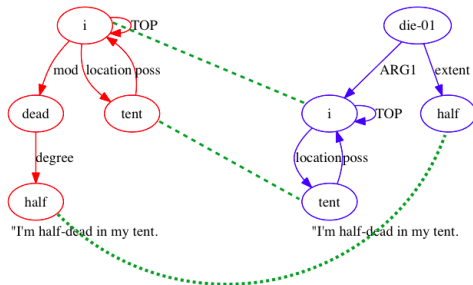 i TOP die-01
mod location poss ARG1 extent
dead tent i TOP half
degree location poss
half tent
"I'm half-dead in my tent. "I'm half-dead in my tent.